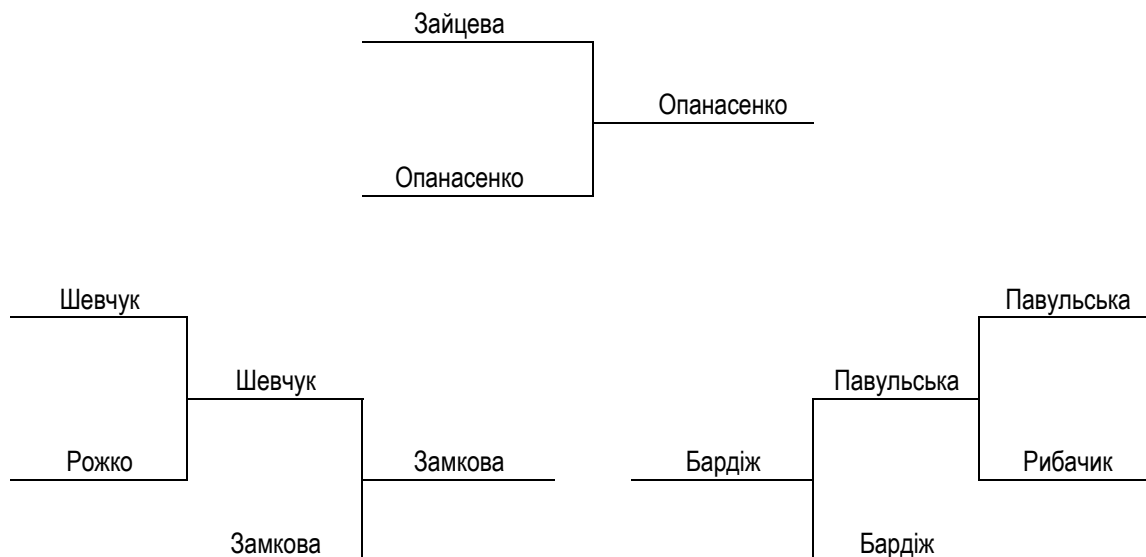 Зайцева
Опанасенко
Опанасенко
Шевчук
Павульська
Шевчук
Павульська
Рожко
Замкова
Бардіж
Рибачик
Замкова
Бардіж